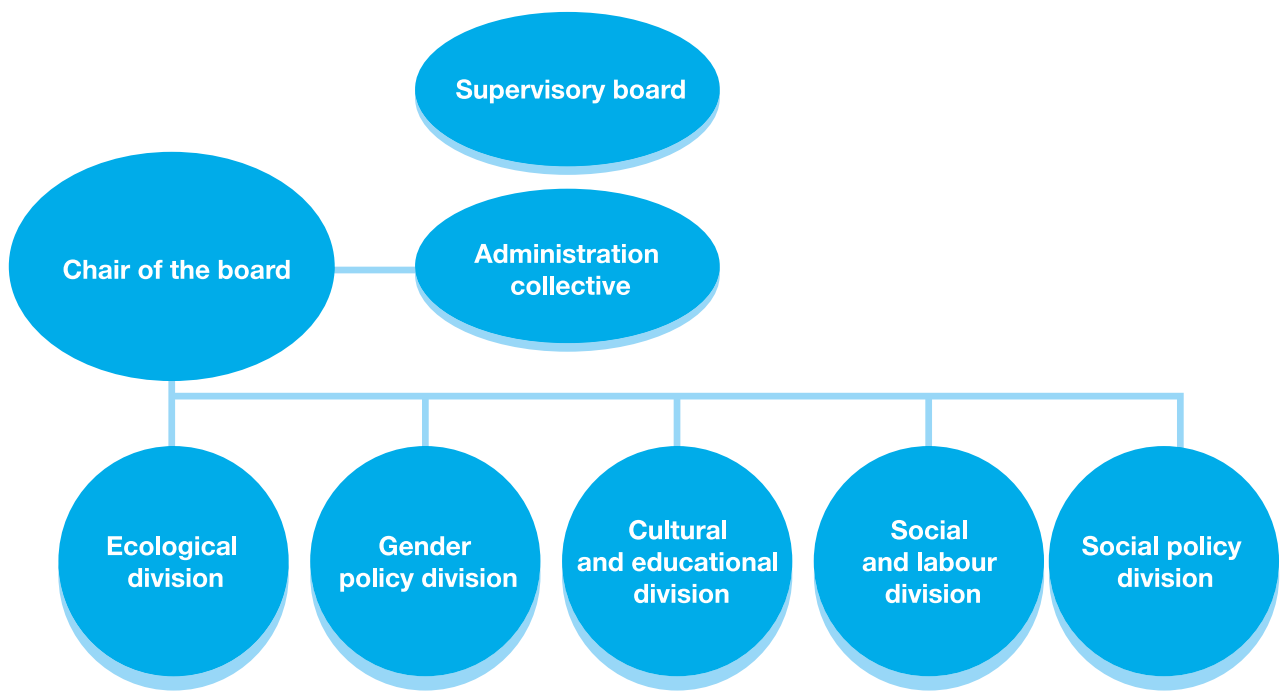 Supervisory board
Chair of the board
Administration
collective
Ecological
division
Gender
policy division
Cultural
and educational
division
Social
and labour
division
Social policy
division